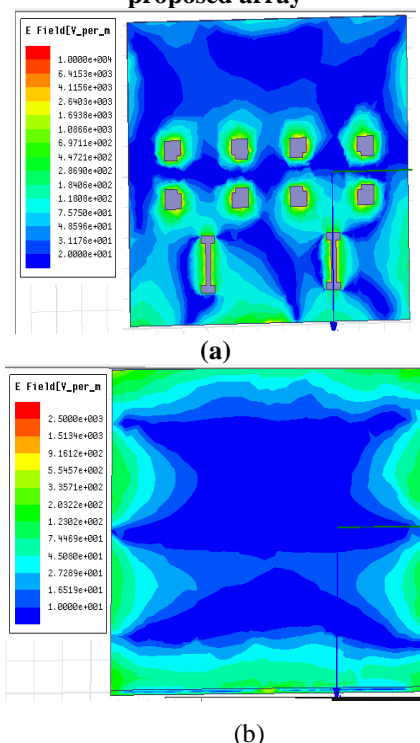 proposed array
E Field[V_per_m
1.0000e+004
6.4153e+003
4.1156e+003
2.6403e+003
1.6938e+003
1.0866e+003
6.9711e+002
4.4721e+002
2.8690e+002
1.8406e+002
1.1808e+002
7.5750e+001
4.8596e+001
3.1176e+001
2.0000e+001
(a)
E Field[V_per_m
2.5000e+003
1.5134e+003
9.1612e+002
5.5457e+002
3.3571e+002
2.0322e+002
1.2302e+002
7.4469e+001
4.5080e+001
2.7289e+001
1.6519e+001
1.0000e+001
(b)